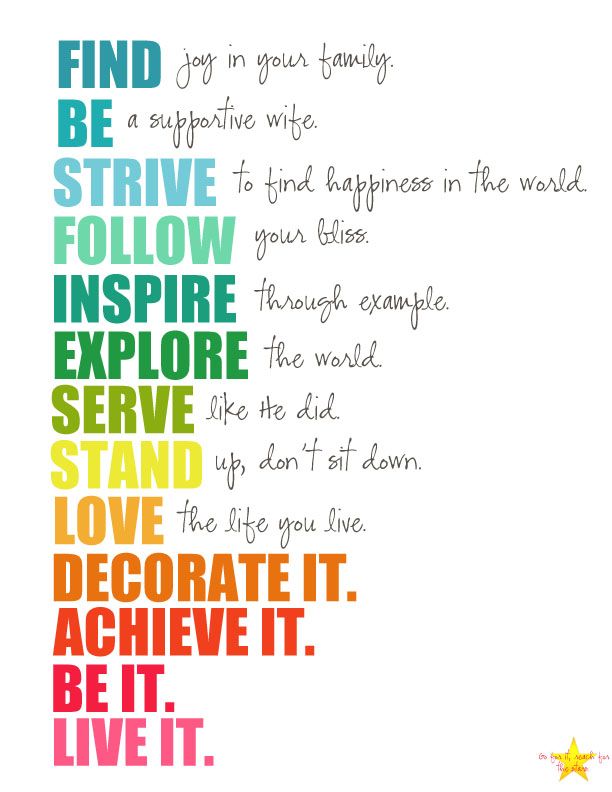 FIND joy in your family.
BE a supportive wife.
STRIVE to find happiness in the world.
FOLLOW your bliss.
INSPIRE through example.
EXPLORE the world.
SERVE like He did.
STAND up, don't sit down.
LOVE the life you live.
DECORATE IT.
ACHIEVE IT.
BE IT.
LIVE IT.
Go for it, reach for
the stars